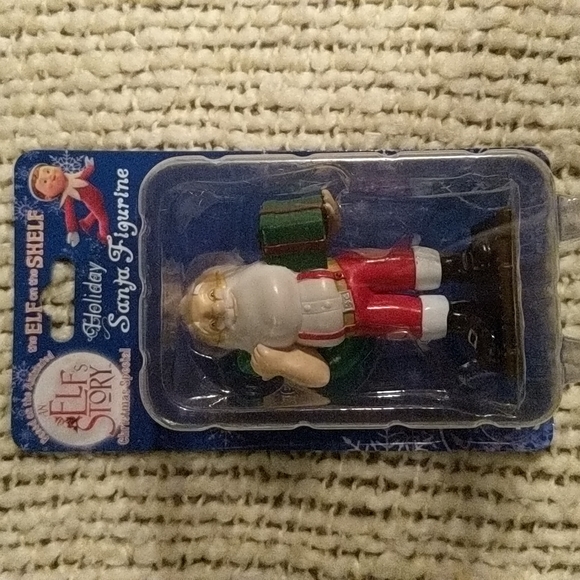 the ELF on the SHELF
Holiday
Santa Figurine
AN
ELF'S
STORY
Christmas Special